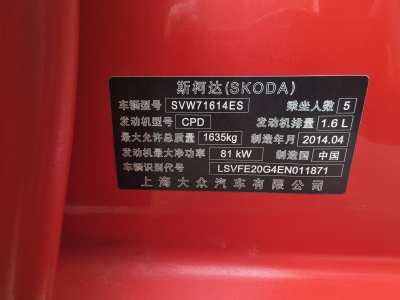 斯柯达(SKODA)
车辆型号 SVW71614ES 乘坐人数 5
发动机型号 CPD 发动机排量 1.6 L
最大允许总质量 1635kg 制造年月 2014.04
发动机最大净功率 81 kW 制造国 中国
车辆识别代号 LSVFE20G4EN011871
上海大众汽车有限公司